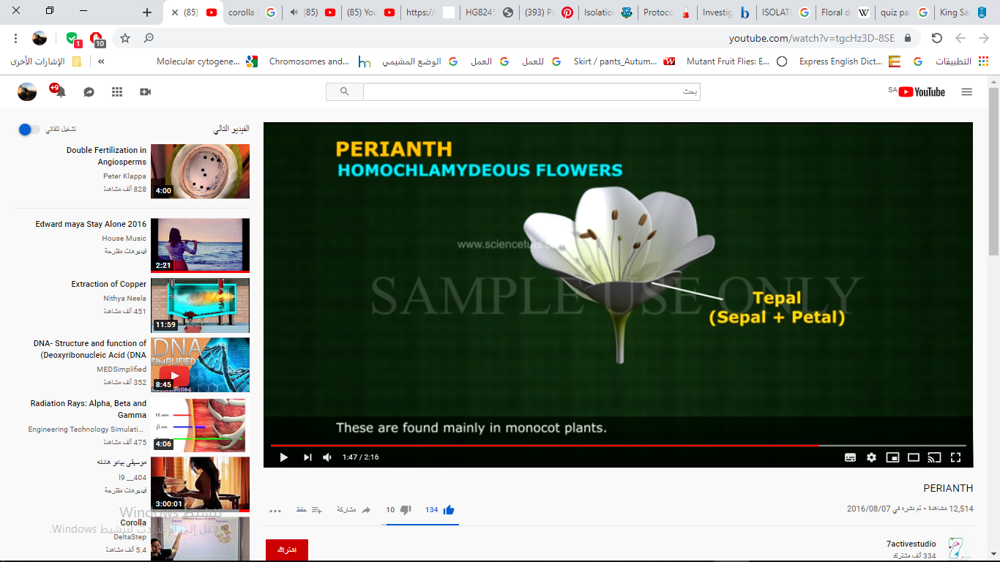 (85)
corolla
(85)
(85) You
https://
HG8245
(393) Pi
Isolation
Protoco
Investig
ISOLATI
Floral d
quiz pa
King Sa
youtube.com/watch?v=tgcHz3D-8SE
1
10
التطبيقات
Express English Dict...
Mutant Fruit Flies: E...
Skirt / pants_Autum...
للعمل
العمل
الوضع المشيمي
Chromosomes and...
Molecular cytogene...
«
الإشارات الأخرى
YouTube SA
بحث
+9
PERIANTH
HOMOCHLAMYDEOUS FLOWERS
SAMPLE USE ONLY
Tepal
(Sepal + Petal)
These are found mainly in monocot plants.
1:47 / 2:16
PERIANTH
12,514 مشاهدة • تم نشره في 2016/08/07
134
10
مشاركة
حفظ
7activestudio
334 ألف مشترك
اشتراك
الفيديو التالي
تشغيل تلقائي
Double Fertilization in
Angiosperms
Peter Klappa
828 ألف مشاهدة
4:00
Edward maya Stay Alone 2016
House Music
فيديوهات مقترحة
2:21
Extraction of Copper
Nithya Neela
451 ألف مشاهدة
11:59
DNA- Structure and function of
(Deoxyribonucleic Acid (DNA
MEDSimplified
352 ألف مشاهدة
DNA
SIMPLIFIED
8:45
Radiation Rays: Alpha, Beta and
Gamma
Engineering Technology Simulati...
475 ألف مشاهدة
4:06
موسيقى بيانو هادئه
فيديوهات مقترحة
3:00:01
Corolla
DeltaStep
5.4 ألف مشاهدة
تنشيط Windows
انتقل إلى الإعدادات لتنشيط Windows.